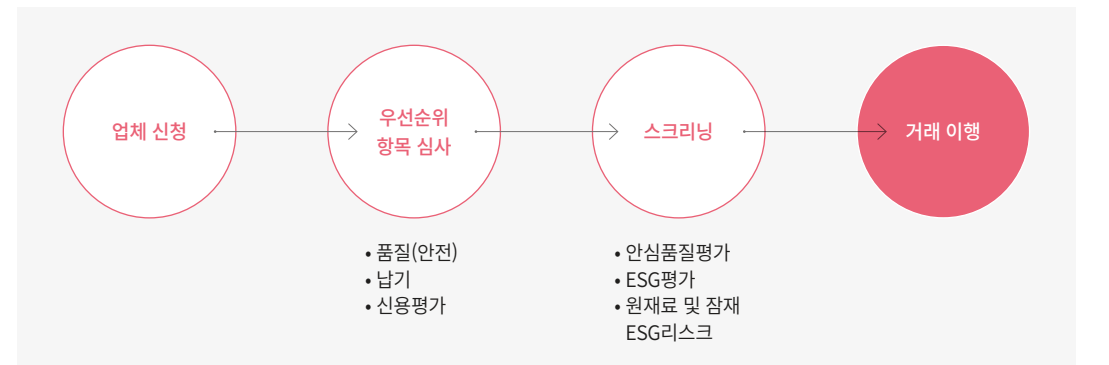 업체 신청
우선순위
항목 심사
스크리닝
거래 이행
• 품질(안전)
• 납기
• 신용평가
• 안심품질평가
• ESG평가
• 원재료 및 잠재
ESG리스크